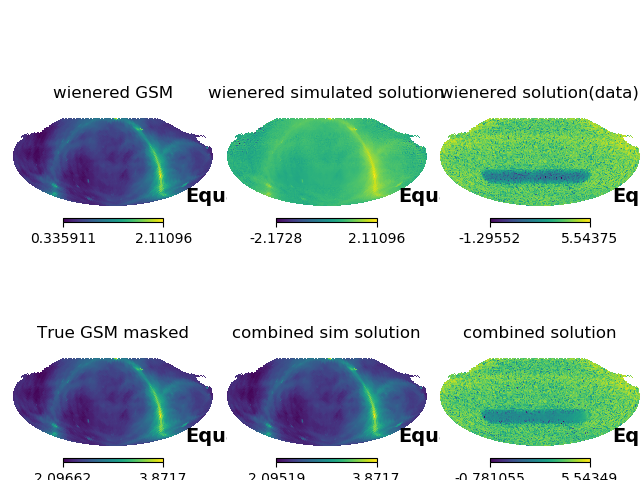 wienered GSM
wienered simulated solution
wienered solution(data)
Equ
Equ
Eq
0.335911
2.11096
-2.1728
2.11096
-1.29552
5.54375
True GSM masked
combined sim solution
combined solution
Equ
Equ
Eq
2.09662
3.8717
2.09519
3.8717
-0.781055
5.54349